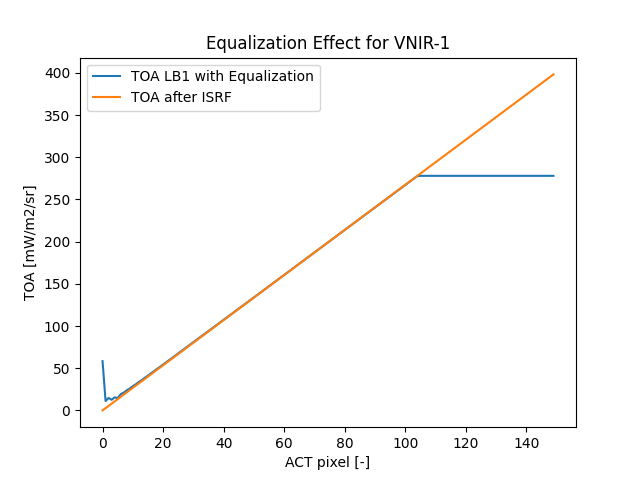 Equalization Effect for VNIR-1
TOA LB1 with Equalization
TOA after ISRF
400
350
300
250
200
150
100
50
0
TOA [mW/m2/sr]
0 20 40 60 80 100 120 140
ACT pixel [-]